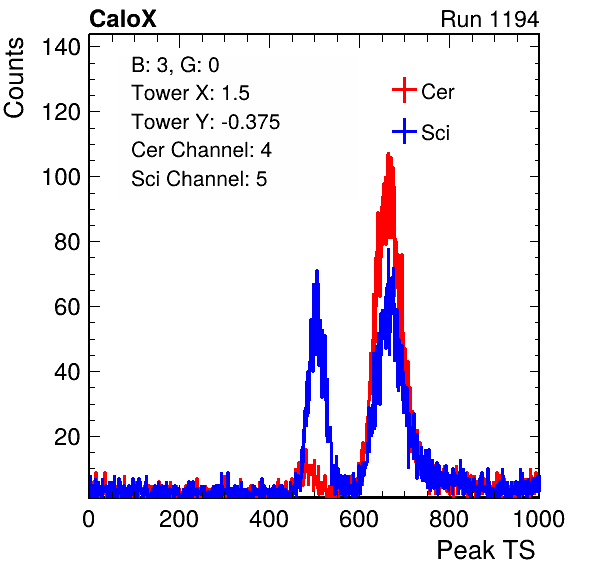 CaloX Run 1194
Counts
140
120
100
80
60
40
20
B: 3, G: 0
Tower X: 1.5
Tower Y: -0.375
Cer Channel: 4
Sci Channel: 5
Cer
Sci
0 200 400 600 800 1000
Peak TS